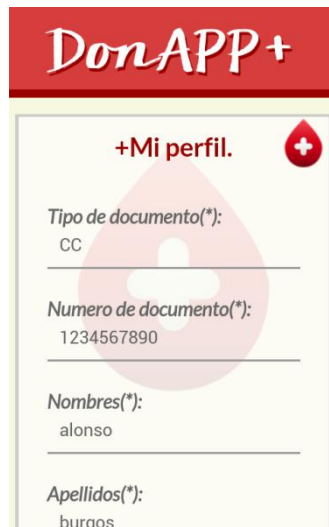 DonAPP+
+Mi perfil.
Tipo de documento(*):
CC
Numero de documento(*):
1234567890
Nombres(*):
alonso
Apellidos(*):
burgos